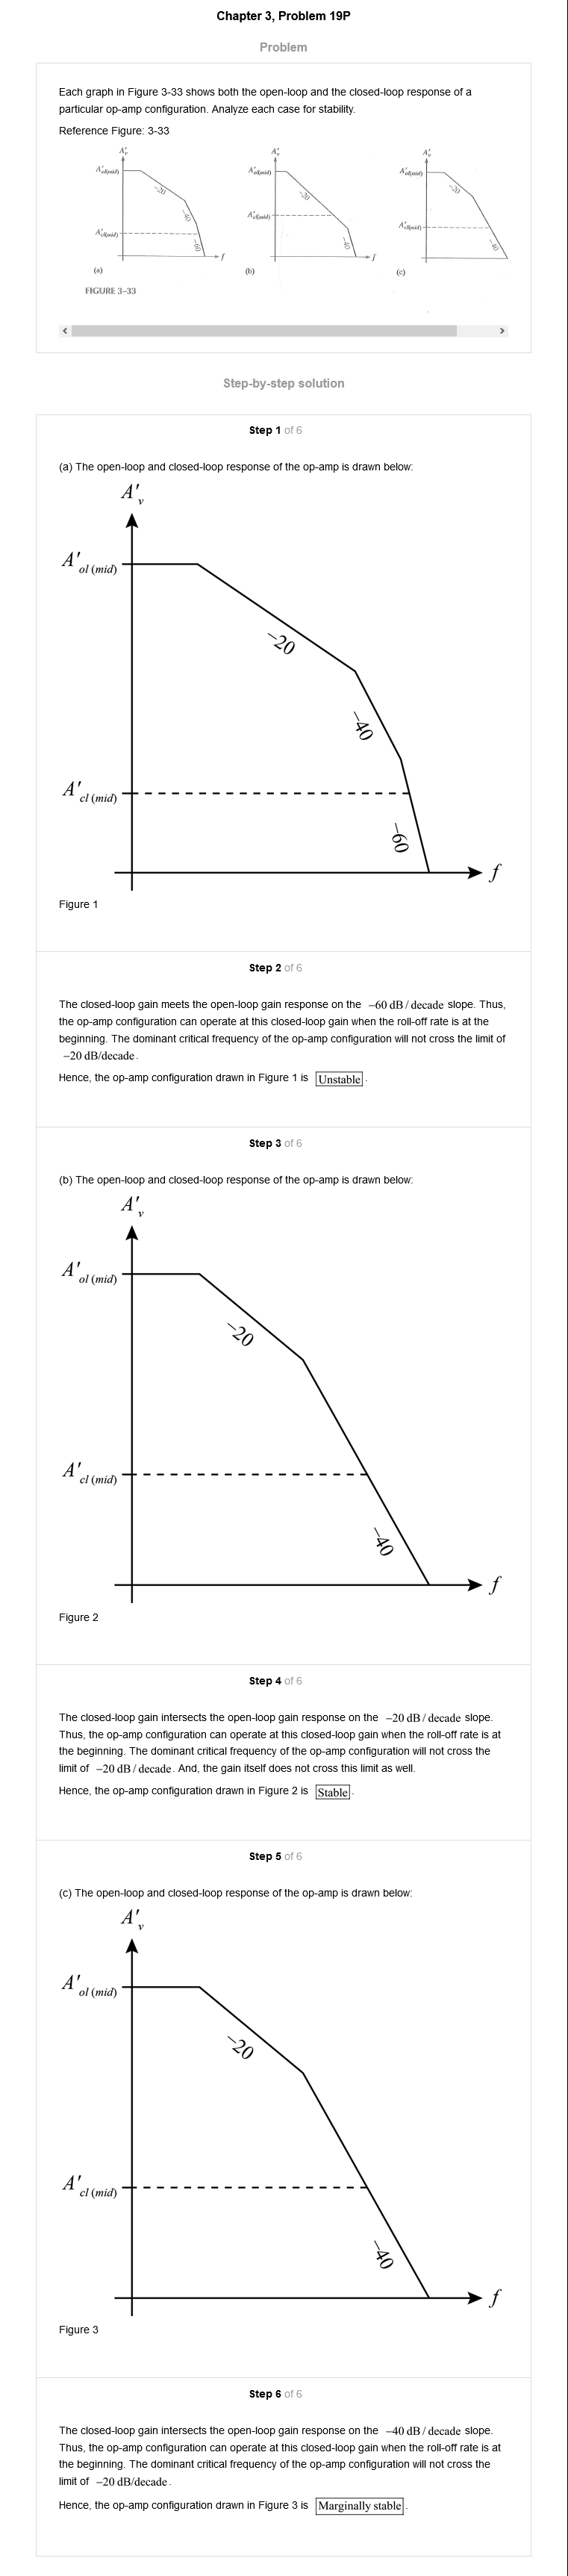 Chapter 3, Problem 19P
Problem
Each graph in Figure 3-33 shows both the open-loop and the closed-loop response of a
particular op-amp configuration. Analyze each case for stability.
Reference Figure: 3-33
A'v
A'ol(mid)
−20
−40
A'cl(mid)
−60
f
(a)
A'v
A'ol(mid)
−20
A'cl(mid)
−40
f
(b)
A'v
A'ol(mid)
−20
A'cl(mid)
−40
(c)
FIGURE 3–33
Step-by-step solution
Step 1 of 6
(a) The open-loop and closed-loop response of the op-amp is drawn below:
A'v
A'ol (mid)
−20
−40
A'cl (mid)
−60
f
Figure 1
Step 2 of 6
The closed-loop gain meets the open-loop gain response on the −60 dB / decade slope. Thus,
the op-amp configuration can operate at this closed-loop gain when the roll-off rate is at the
beginning. The dominant critical frequency of the op-amp configuration will not cross the limit of
−20 dB/decade.
Hence, the op-amp configuration drawn in Figure 1 is Unstable.
Step 3 of 6
(b) The open-loop and closed-loop response of the op-amp is drawn below:
A'v
A'ol (mid)
−20
A'cl (mid)
−40
f
Figure 2
Step 4 of 6
The closed-loop gain intersects the open-loop gain response on the −20 dB / decade slope.
Thus, the op-amp configuration can operate at this closed-loop gain when the roll-off rate is at
the beginning. The dominant critical frequency of the op-amp configuration will not cross the
limit of −20 dB / decade. And, the gain itself does not cross this limit as well.
Hence, the op-amp configuration drawn in Figure 2 is Stable.
Step 5 of 6
(c) The open-loop and closed-loop response of the op-amp is drawn below:
A'v
A'ol (mid)
−20
A'cl (mid)
−40
f
Figure 3
Step 6 of 6
The closed-loop gain intersects the open-loop gain response on the −40 dB / decade slope.
Thus, the op-amp configuration can operate at this closed-loop gain when the roll-off rate is at
the beginning. The dominant critical frequency of the op-amp configuration will not cross the
limit of −20 dB/decade.
Hence, the op-amp configuration drawn in Figure 3 is Marginally stable.